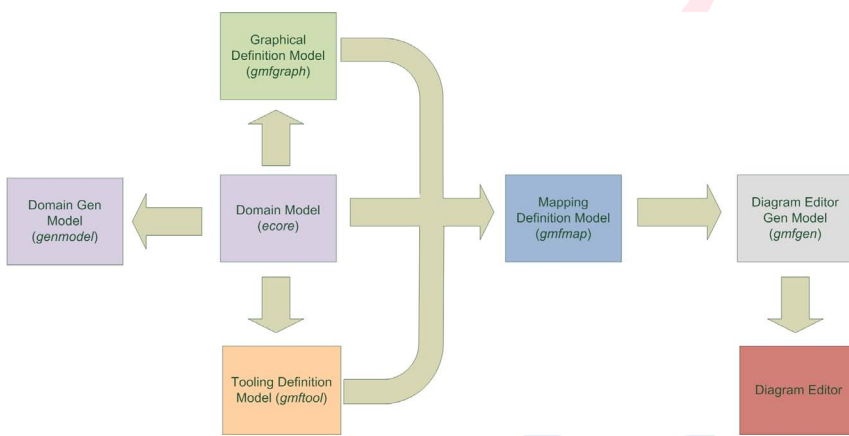 Graphical
Definition Model
(gmfgraph)
Domain Gen
Model
(genmodel)
Domain Model
(ecore)
Mapping
Definition Model
(gmfmap)
Diagram Editor
Gen Model
(gmfgen)
Tooling Definition
Model (gmftool)
Diagram Editor